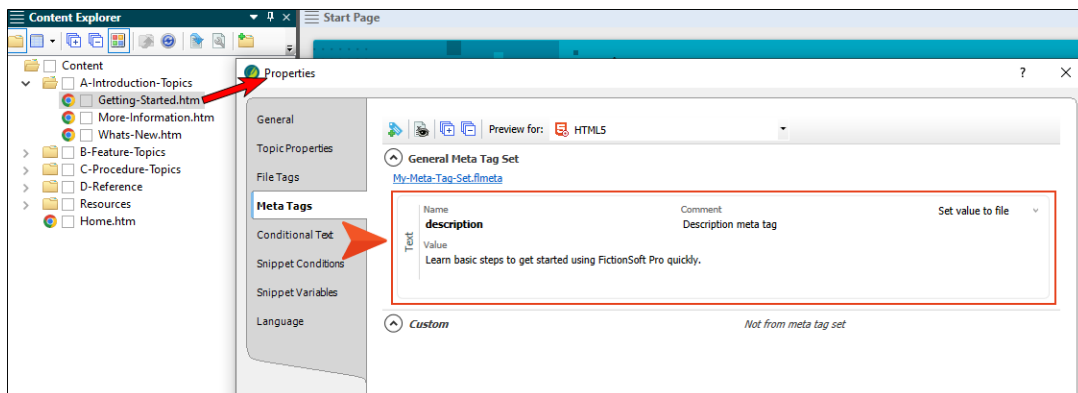 Content Explorer
Start Page
Content
A-Introduction-Topics
Getting-Started.htm
More-Information.htm
Whats-New.htm
B-Feature-Topics
C-Procedure-Topics
D-Reference
Resources
Home.htm
Properties
?
General
Topic Properties
File Tags
Meta Tags
Conditional Text
Snippet Conditions
Snippet Variables
Language
Preview for: HTML5
General Meta Tag Set
My-Meta-Tag-Set.flmeta
Text
Name
description
Comment
Description meta tag
Set value to file
Value
Learn basic steps to get started using FictionSoft Pro quickly.
Custom
Not from meta tag set